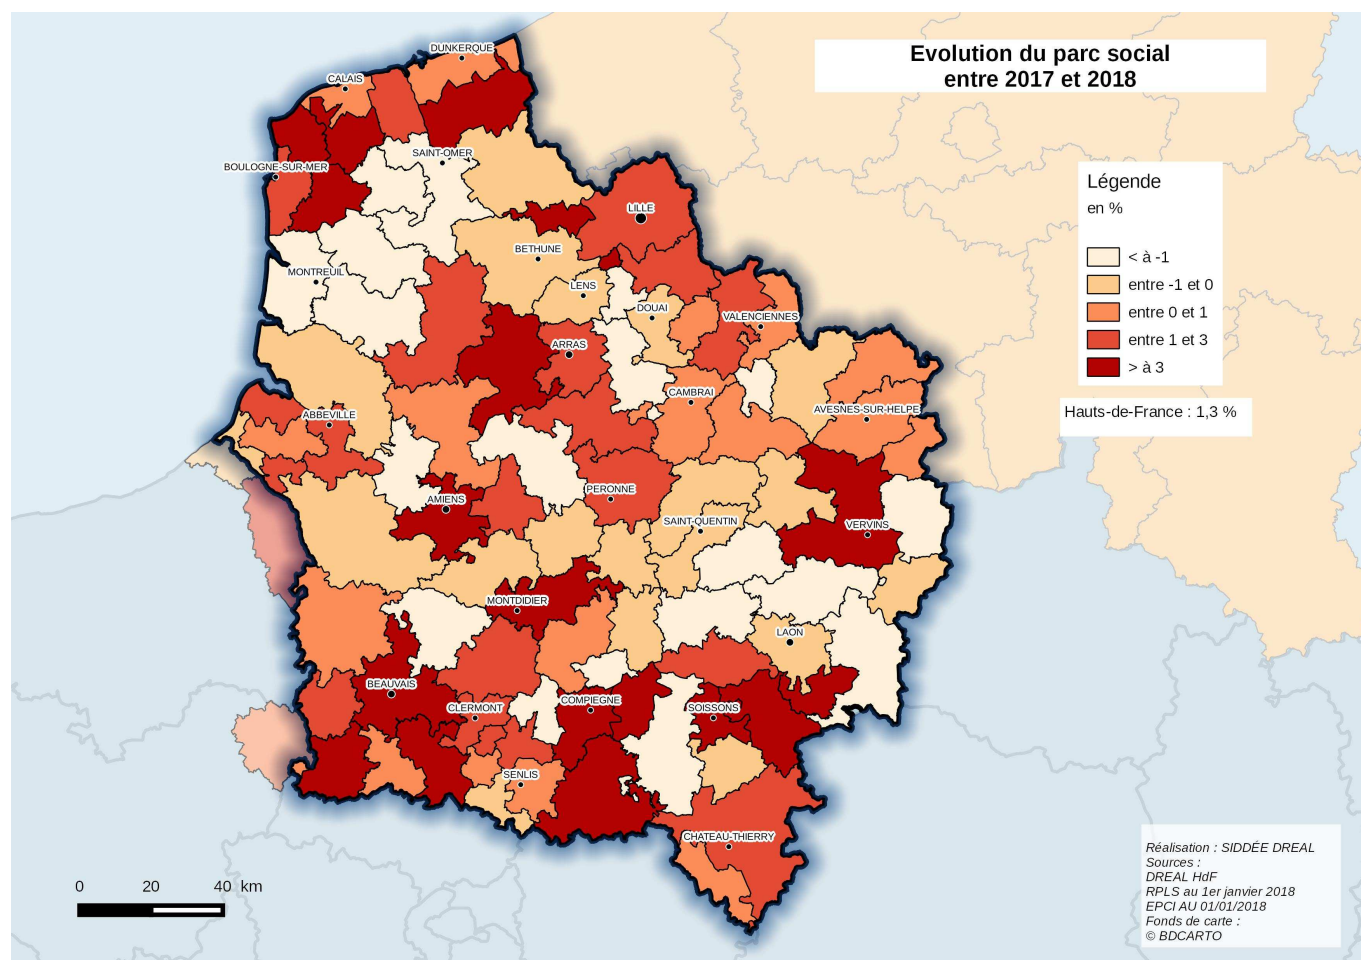 Evolution du parc social
entre 2017 et 2018
DUNKERQUE
CALAIS
SAINT-OMER
BOULOGNE-SUR-MER
LILLE
BETHUNE
MONTREUIL
LENS
DOUAI
VALENCIENNES
ARRAS
CAMBRAI
AVESNES-SUR-HELPE
ABBEVILLE
PERONNE
AMIENS
SAINT-QUENTIN
VERVINS
MONTDIDIER
LAON
BEAUVAIS
COMPIEGNE
CLERMONT
SOISSONS
SENLIS
CHATEAU-THIERRY
Légende
en %
< à -1
entre -1 et 0
entre 0 et 1
entre 1 et 3
> à 3
Hauts-de-France : 1,3 %
0 20 40 km
Réalisation : SIDDÉE DREAL
Sources :
DREAL HdF
RPLS au 1er janvier 2018
EPCI AU 01/01/2018
Fonds de carte :
© BDCARTO